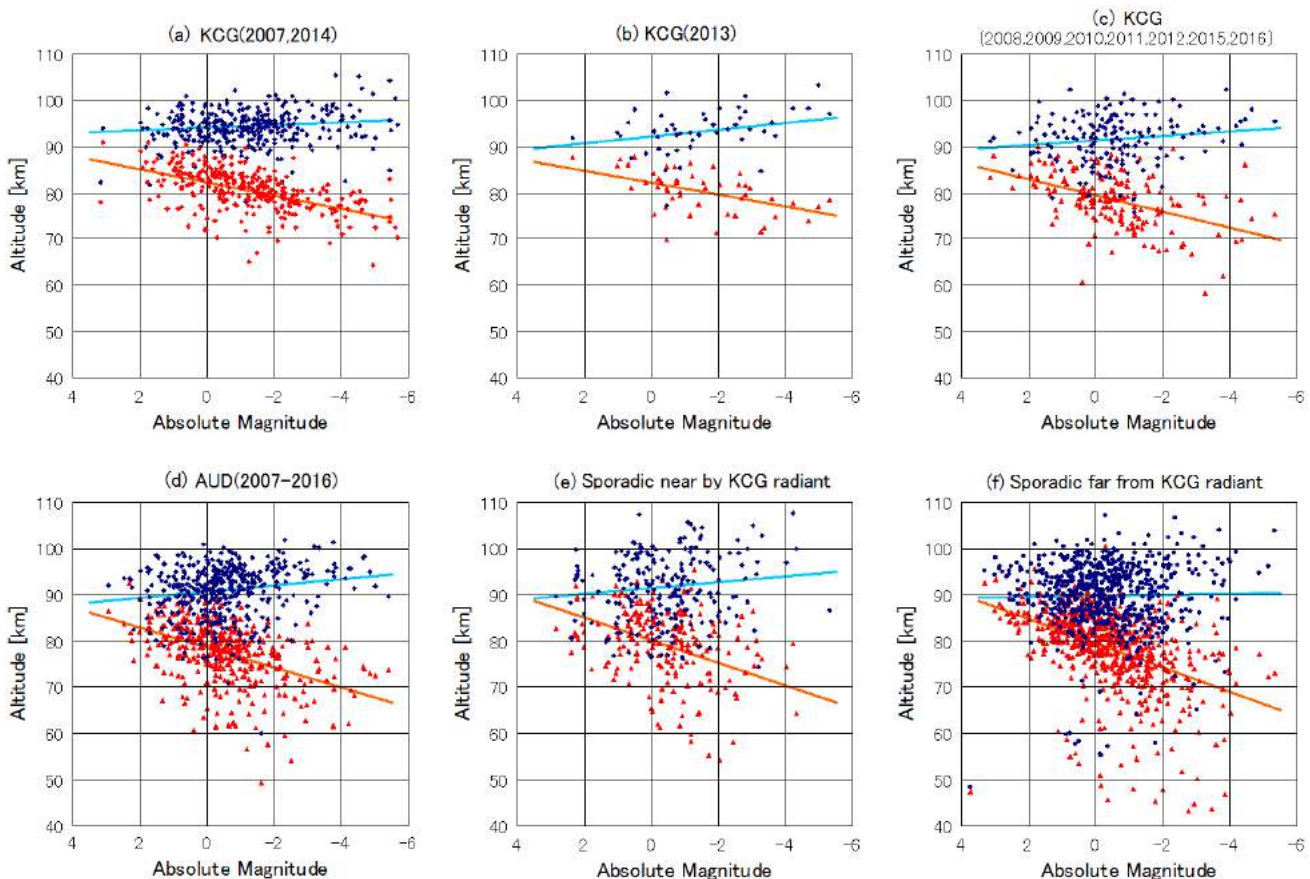 (a) KCG(2007,2014)
110
100
90
80
70
60
50
40
Altitude [km]
4 2 0 -2 -4 -6
Absolute Magnitude
(b) KCG(2013)
110
100
90
80
70
60
50
40
Altitude [km]
4 2 0 -2 -4 -6
Absolute Magnitude
(c) KCG
[2008,2009,2010,2011,2012,2015,2016]
110
100
90
80
70
60
50
40
Altitude [km]
4 2 0 -2 -4 -6
Absolute Magnitude
(d) AUD(2007-2016)
110
100
90
80
70
60
50
40
Altitude [km]
4 2 0 -2 -4 -6
Absolute Magnitude
(e) Sporadic near by KCG radiant
110
100
90
80
70
60
50
40
Altitude [km]
4 2 0 -2 -4 -6
Absolute Magnitude
(f) Sporadic far from KCG radiant
110
100
90
80
70
60
50
40
Altitude [km]
4 2 0 -2 -4 -6
Absolute Magnitude